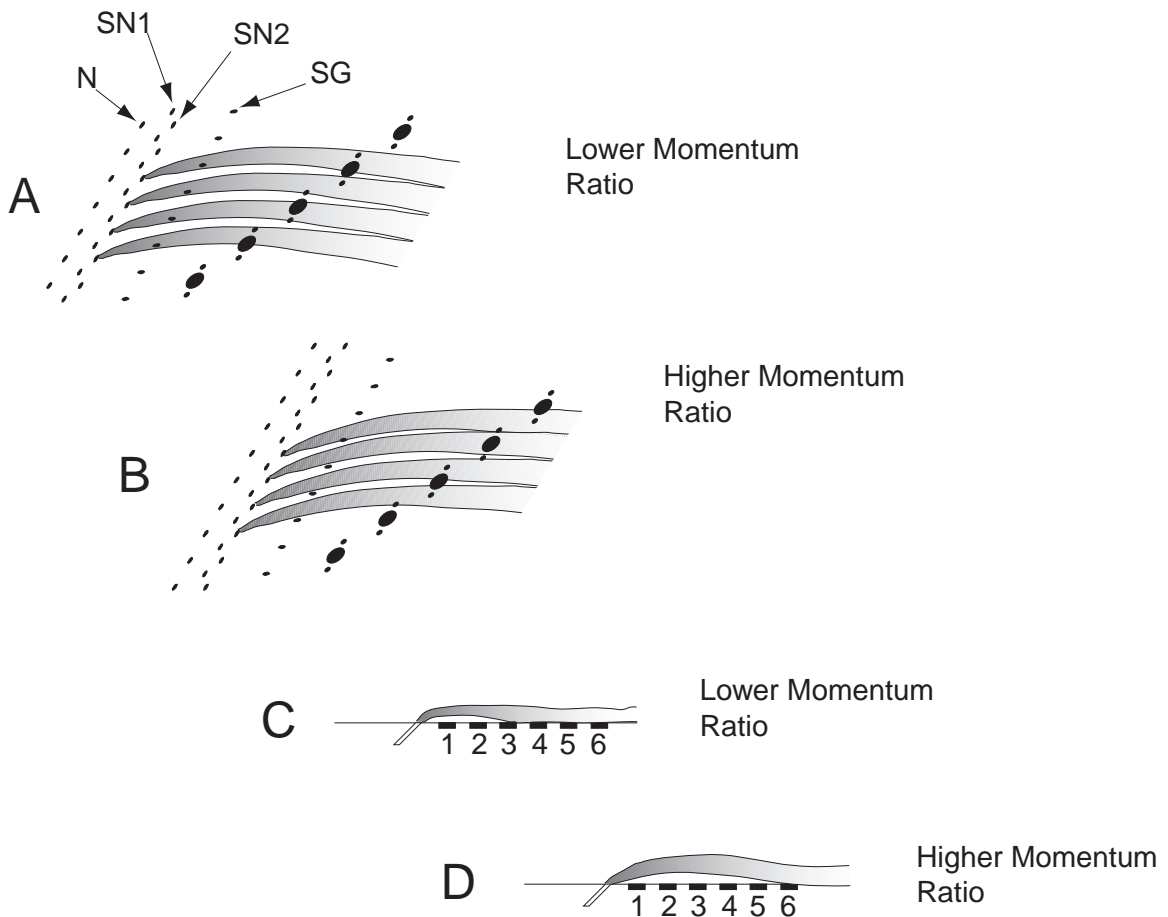 SN1
SN2
N
SG
A
Lower Momentum
Ratio
B
Higher Momentum
Ratio
C
Lower Momentum
Ratio
1 2 3 4 5 6
D
Higher Momentum
Ratio
1 2 3 4 5 6